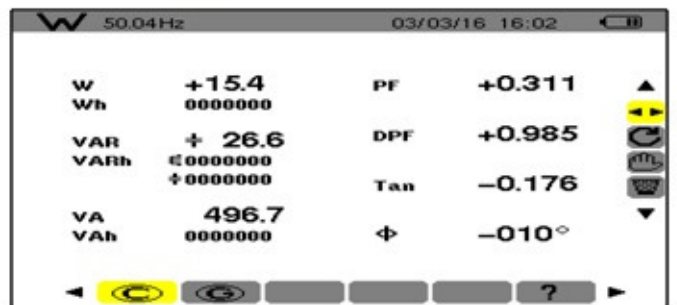 W 50.04Hz 03/03/16 16:02
W +15.4 PF +0.311
Wh 0000000
VAR 26.6 DPF +0.985
VARh 0000000
0000000 Tan −0.176
VA 496.7
VAh 0000000 Φ −010°
C G ?